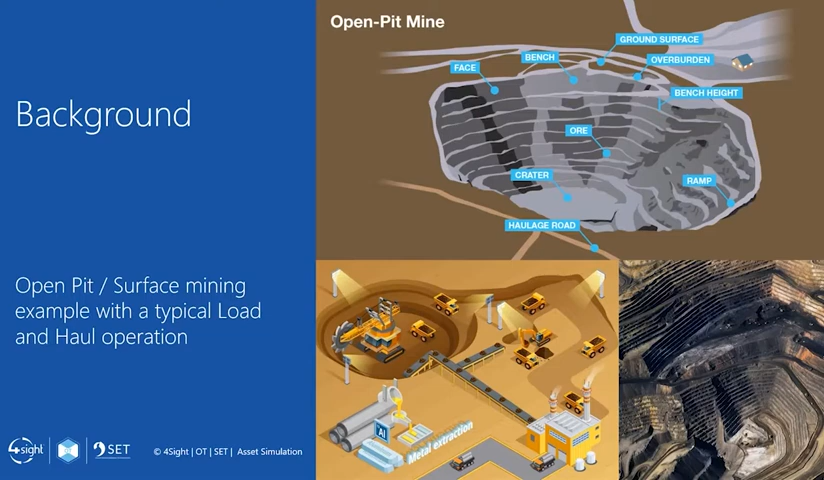 Open-Pit Mine
GROUND SURFACE
BENCH
OVERBURDEN
FACE
BENCH HEIGHT
ORE
CRATER
RAMP
HAULAGE ROAD
Background
Open Pit / Surface mining
example with a typical Load
and Haul operation
Al
Metal extraction
4sight
SET
© 4Sight | OT | SET | Asset Simulation